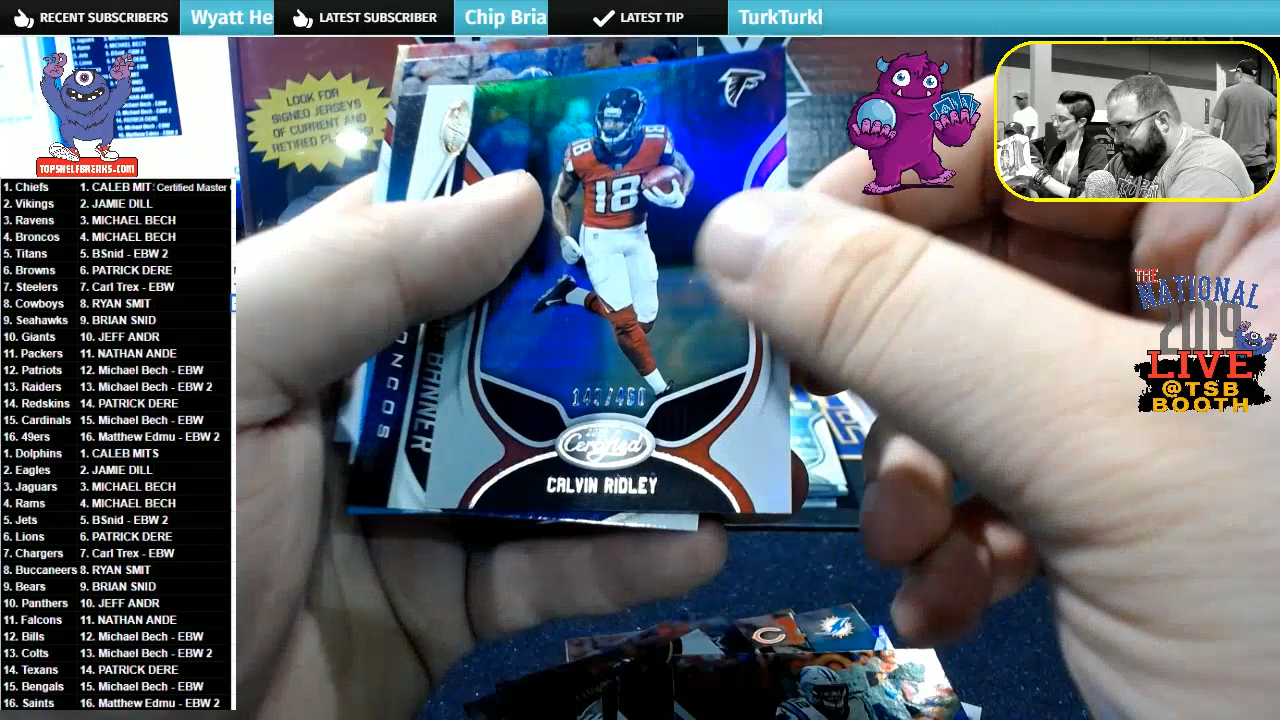 RECENT SUBSCRIBERS
Wyatt He
LATEST SUBSCRIBER
Chip Bria
LATEST TIP
TurkTurkl
LOOK FOR
SIGNED JERSEYS
OF CURRENT AND
RETIRED
TOPSHELFBREAKS.COM
1. Chiefs 1. CALEB MIT: Certified Master
2. Vikings 2. JAMIE DILL
3. Ravens 3. MICHAEL BECH
4. Broncos 4. MICHAEL BECH
5. Titans 5. BSnid - EBW 2
6. Browns 6. PATRICK DERE
7. Steelers 7. Carl Trex - EBW
8. Cowboys 8. RYAN SMIT
9. Seahawks 9. BRIAN SNID
10. Giants 10. JEFF ANDR
11. Packers 11. NATHAN ANDE
12. Patriots 12. Michael Bech - EBW
13. Raiders 13. Michael Bech - EBW 2
14. Redskins 14. PATRICK DERE
15. Cardinals 15. Michael Bech - EBW
16. 49ers 16. Matthew Edmu - EBW 2
1. Dolphins 1. CALEB MITS
2. Eagles 2. JAMIE DILL
3. Jaguars 3. MICHAEL BECH
4. Rams 4. MICHAEL BECH
5. Jets 5. BSnid - EBW 2
6. Lions 6. PATRICK DERE
7. Chargers 7. Carl Trex - EBW
8. Buccaneers 8. RYAN SMIT
9. Bears 9. BRIAN SNID
10. Panthers 10. JEFF ANDR
11. Falcons 11. NATHAN ANDE
12. Bills 12. Michael Bech - EBW
13. Colts 13. Michael Bech - EBW 2
14. Texans 14. PATRICK DERE
15. Bengals 15. Michael Bech - EBW
16. Saints 16. Matthew Edmu - EBW 2
18
18
18
Certified
CALVIN RIDLEY
BANNER
ONCOS
THE
NATIONAL
2019
LIVE
@TSB
BOOTH